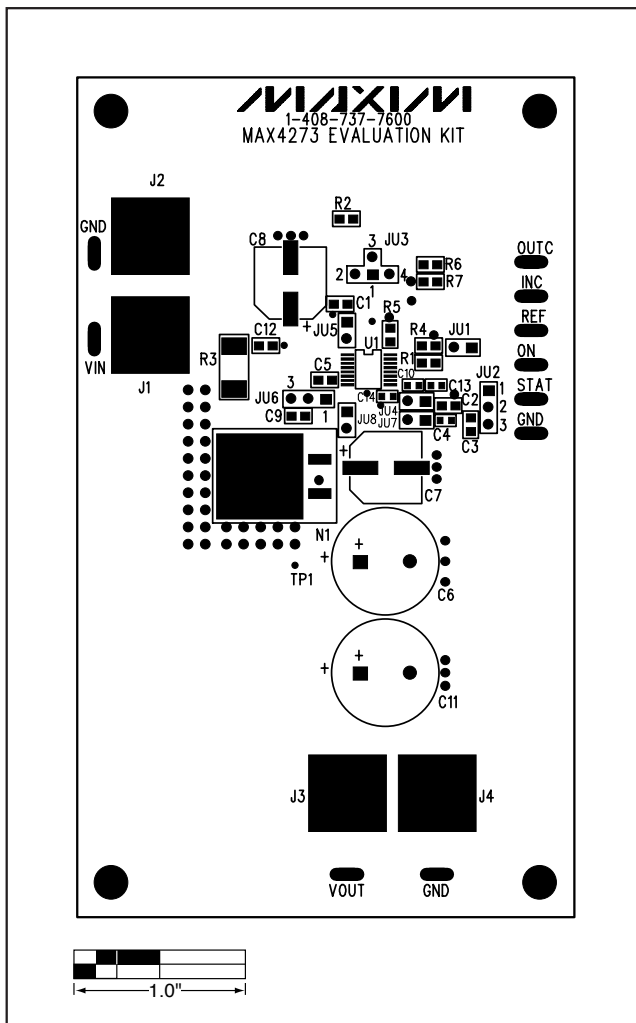 MAXIM
1-408-737-7600
MAX4273 EVALUATION KIT
J2
GND
R2
C8
3
JU3
2
4
1
R6
R7
OUTC
INC
REF
ON
STAT
GND
+
C1
JU5
R5
U1
R4
JU1
R1
VIN
J1
R3
C12
C5
C10
C13
JU2
1
2
3
JU6
3
1
C9
C14
JU4
JU8
JU7
C2
C4
C3
+
C7
N1
TP1
+
+
C6
+
+
C11
J3
J4
VOUT
GND
1.0"